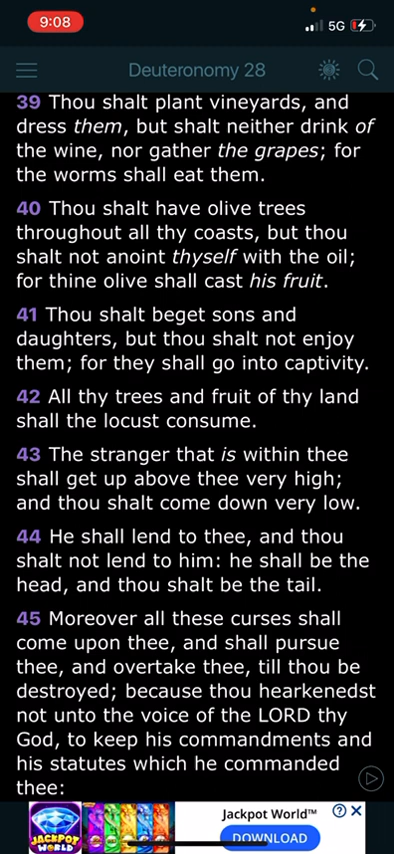 9:08
5G
Deuteronomy 28
39 Thou shalt plant vineyards, and
dress them, but shalt neither drink of
the wine, nor gather the grapes; for
the worms shall eat them.
40 Thou shalt have olive trees
throughout all thy coasts, but thou
shalt not anoint thyself with the oil;
for thine olive shall cast his fruit.
41 Thou shalt beget sons and
daughters, but thou shalt not enjoy
them; for they shall go into captivity.
42 All thy trees and fruit of thy land
shall the locust consume.
43 The stranger that is within thee
shall get up above thee very high;
and thou shalt come down very low.
44 He shall lend to thee, and thou
shalt not lend to him: he shall be the
head, and thou shalt be the tail.
45 Moreover all these curses shall
come upon thee, and shall pursue
thee, and overtake thee, till thou be
destroyed; because thou hearkenedst
not unto the voice of the LORD thy
God, to keep his commandments and
his statutes which he commanded
thee:
JACKPOT
WORLD
Jackpot World™
DOWNLOAD